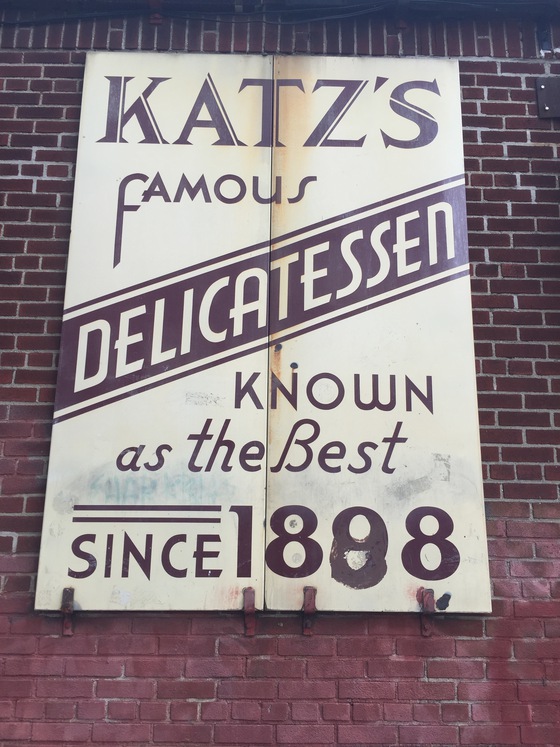 KATZ'S
FAMOUS
DELICATESSEN
KNOWN
as the Best
SINCE 1888